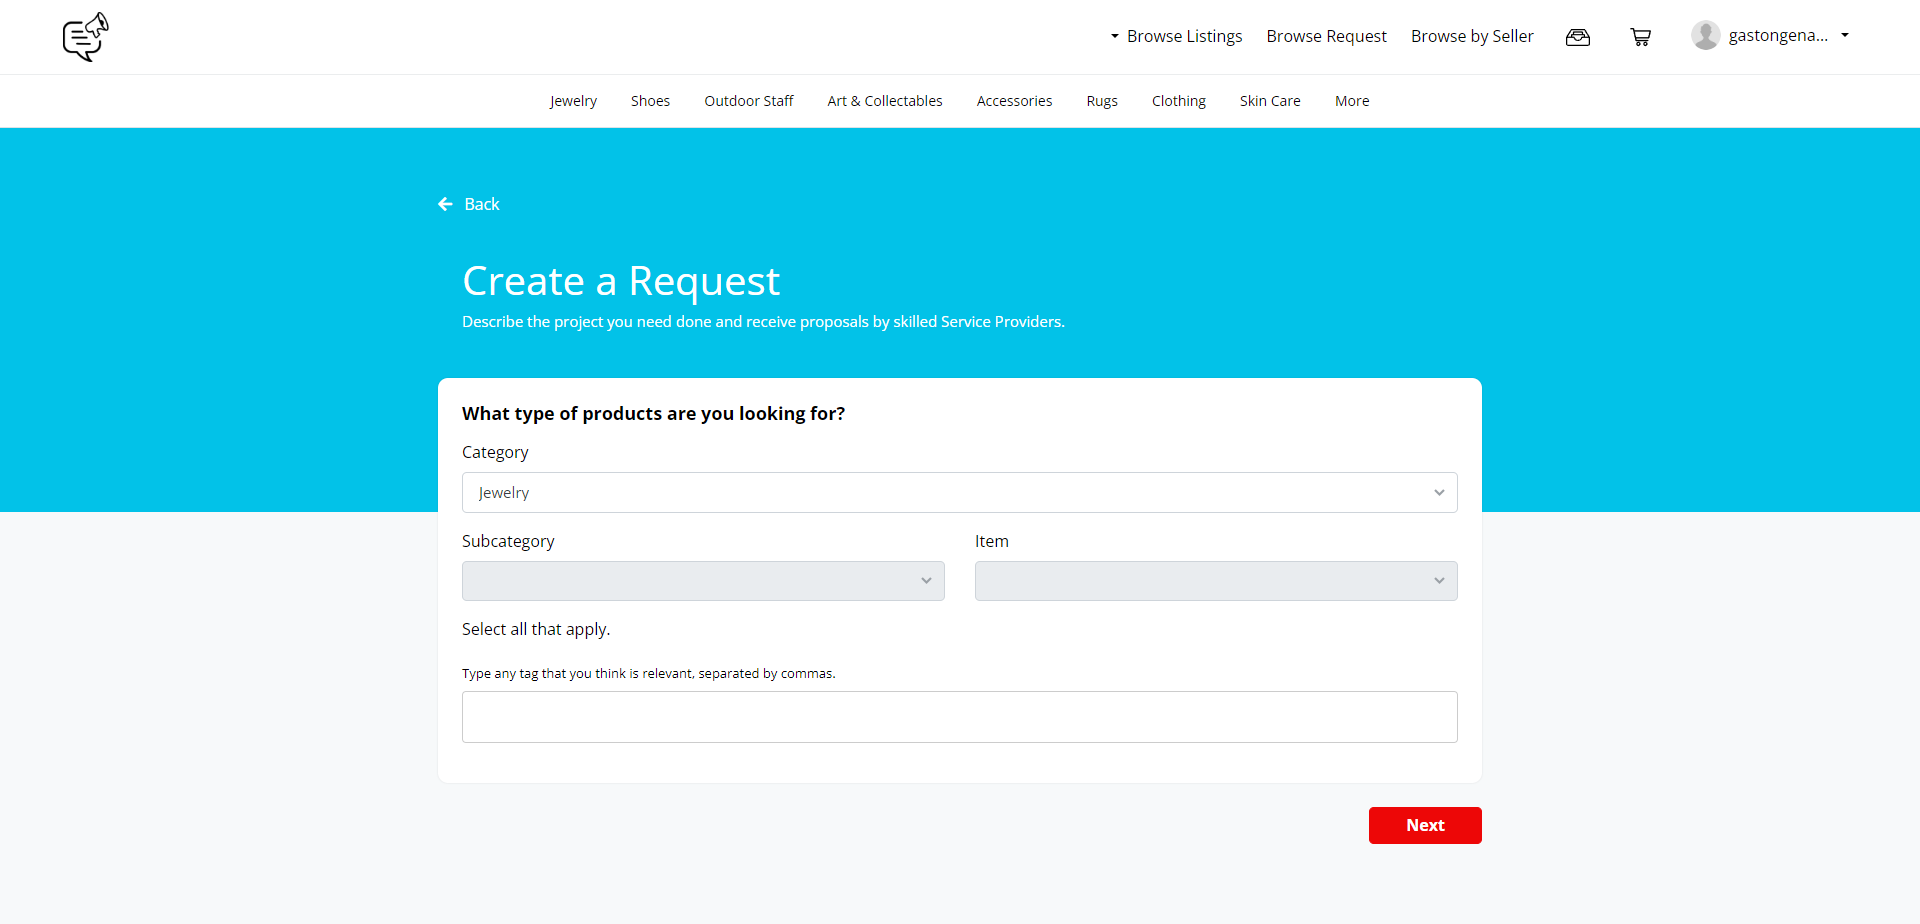 Browse Listings Browse Request Browse by Seller gastongena...
Jewelry Shoes Outdoor Staff Art & Collectables Accessories Rugs Clothing Skin Care More
Back
Create a Request
Describe the project you need done and receive proposals by skilled Service Providers.
What type of products are you looking for?
Category
Jewelry
Subcategory Item
Select all that apply.
Type any tag that you think is relevant, separated by commas.
Next